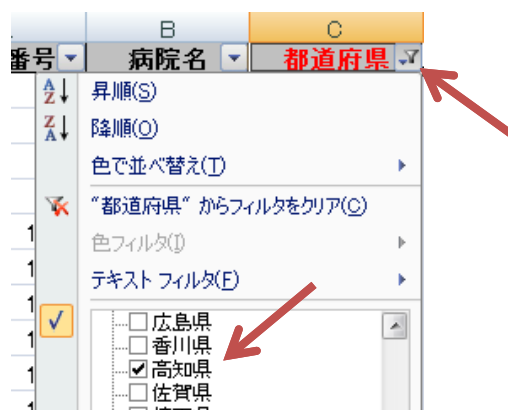 B C
番号 病院名 都道府県
昇順(S)
降順(O)
色で並べ替え(T)
"都道府県" からフィルタをクリア(C)
色フィルタ(I)
テキスト フィルタ(F)
広島県
香川県
高知県
佐賀県